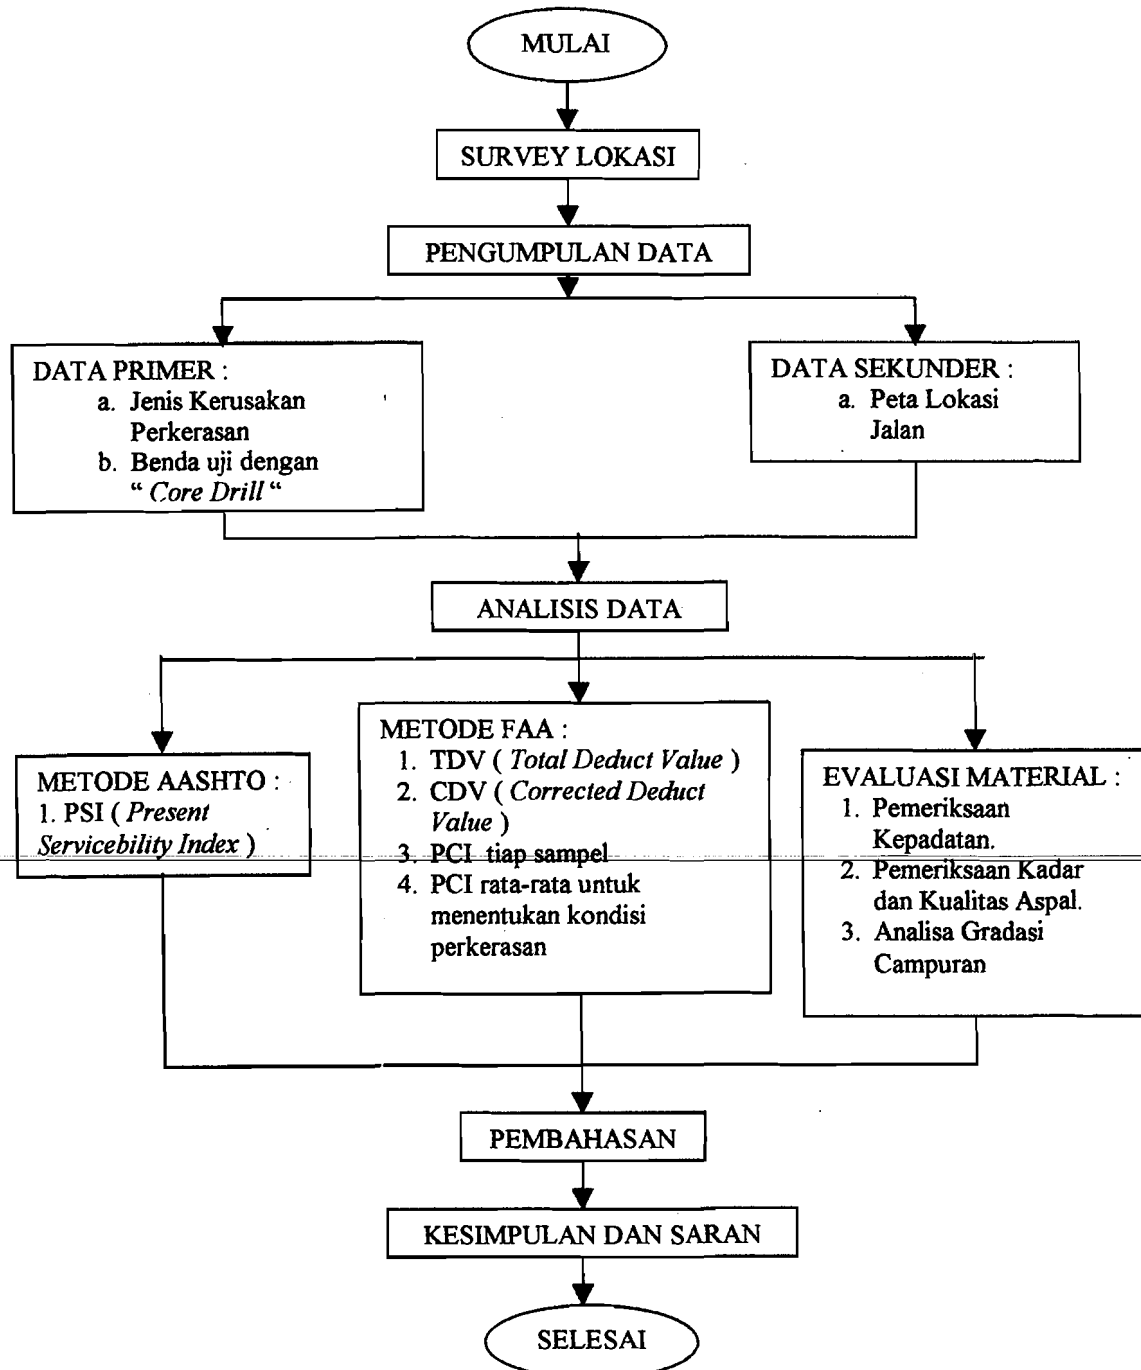 MULAI
SURVEY LOKASI
PENGUMPULAN DATA
DATA PRIMER :
a. Jenis Kerusakan
Perkerasan
b. Benda uji dengan
“ Core Drill “
DATA SEKUNDER :
a. Peta Lokasi
Jalan
ANALISIS DATA
METODE AASHTO :
1. PSI ( Present
Servicebility Index )
METODE FAA :
1. TDV ( Total Deduct Value )
2. CDV ( Corrected Deduct
Value )
3. PCI tiap sampel
4. PCI rata-rata untuk
menentukan kondisi
perkerasan
EVALUASI MATERIAL :
1. Pemeriksaan
Kepadatan.
2. Pemeriksaan Kadar
dan Kualitas Aspal.
3. Analisa Gradasi
Campuran
PEMBAHASAN
KESIMPULAN DAN SARAN
SELESAI